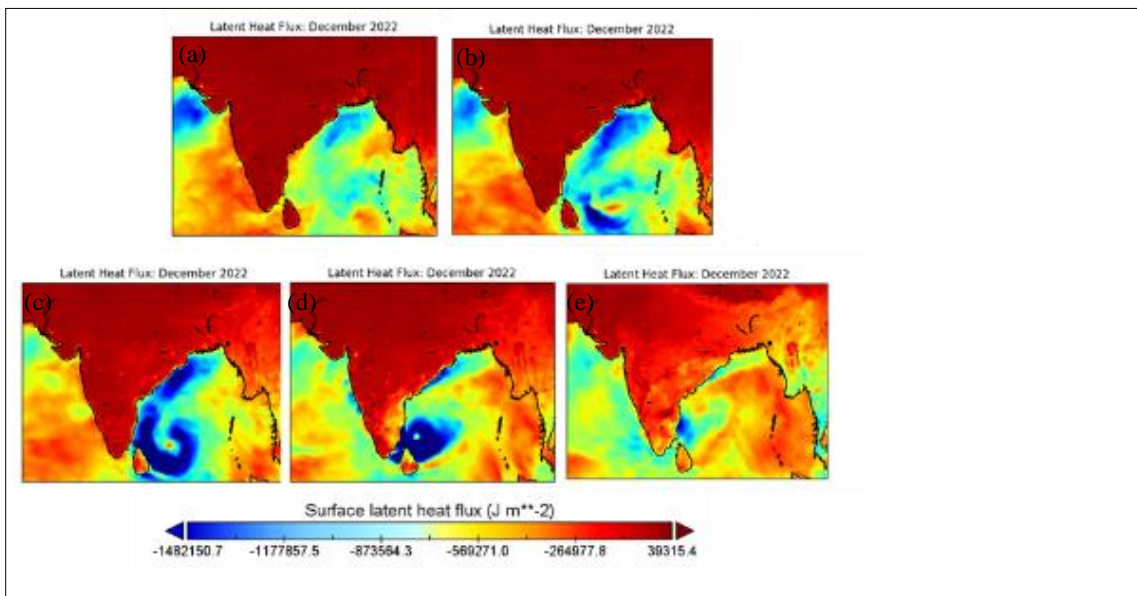 Latent Heat Flux: December 2022
Latent Heat Flux: December 2022
(a)
(b)
Latent Heat Flux: December 2022
Latent Heat Flux: December 2022
Latent Heat Flux: December 2022
(c)
(d)
(e)
Surface latent heat flux (J m**-2)
-1482150.7 -1177857.5 -873564.3 -569271.0 -264977.8 39315.4